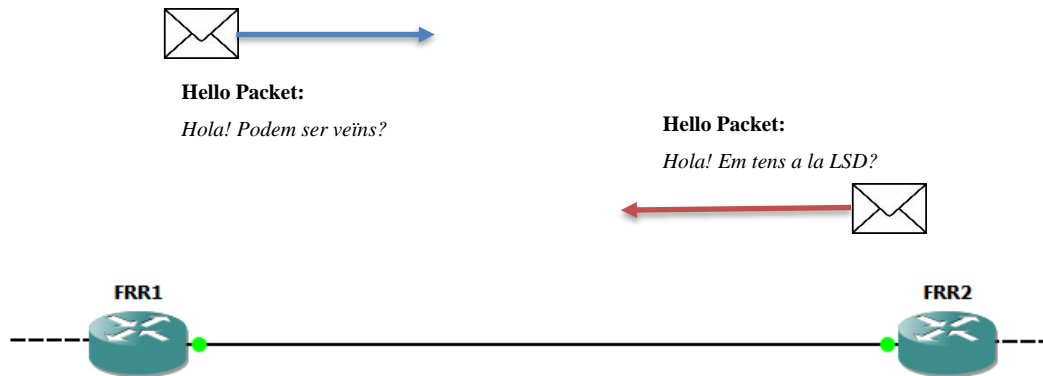 Hello Packet:
Hola! Podem ser veïns?
Hello Packet:
Hola! Em tens a la LSD?
FRR1
FRR2